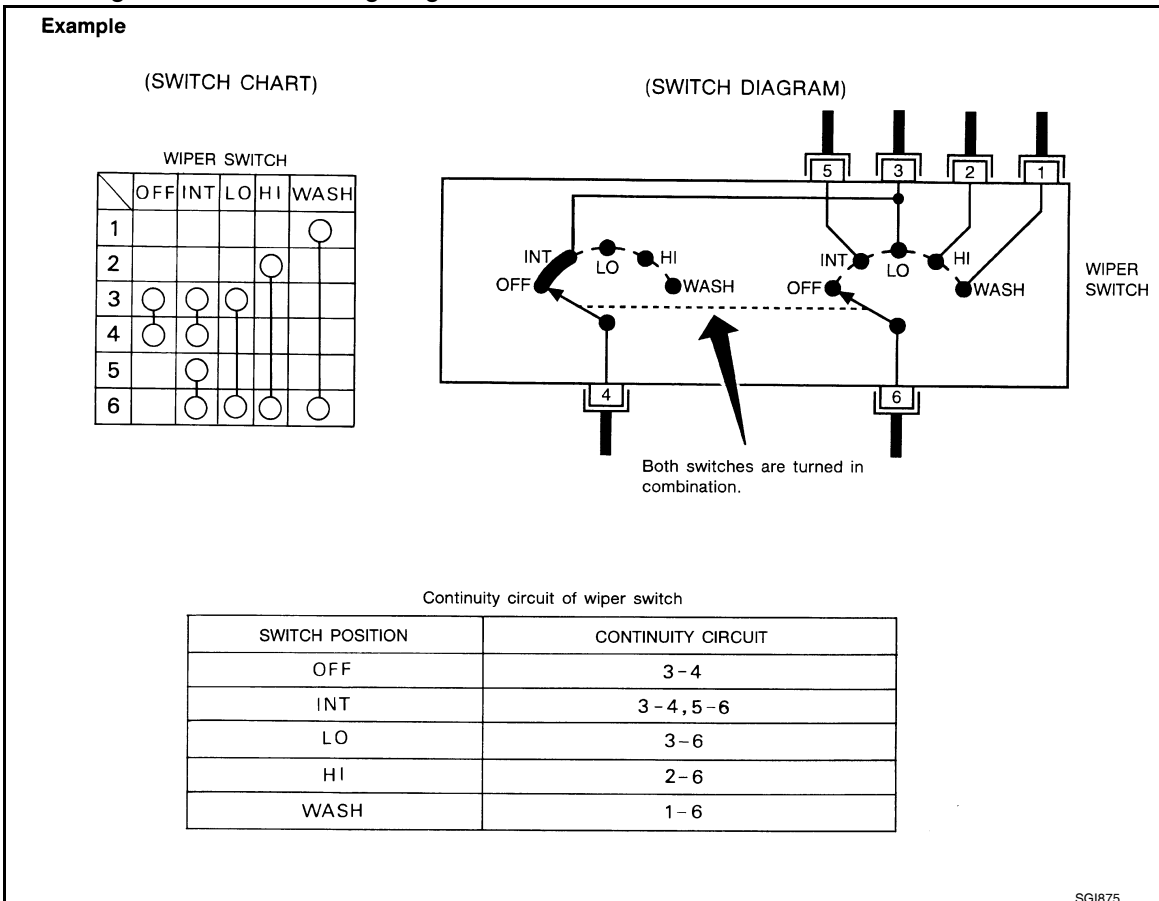 Example
(SWITCH CHART)
(SWITCH DIAGRAM)
WIPER SWITCH
OFF INT LO HI WASH
1
2
3
4
5
6
5 3 2 1
INT LO HI
OFF WASH
INT LO HI
OFF WASH
WIPER
SWITCH
4 6
Both switches are turned in
combination.
Continuity circuit of wiper switch
SWITCH POSITION CONTINUITY CIRCUIT
OFF 3-4
INT 3-4,5-6
LO 3-6
HI 2-6
WASH 1-6
SGI875